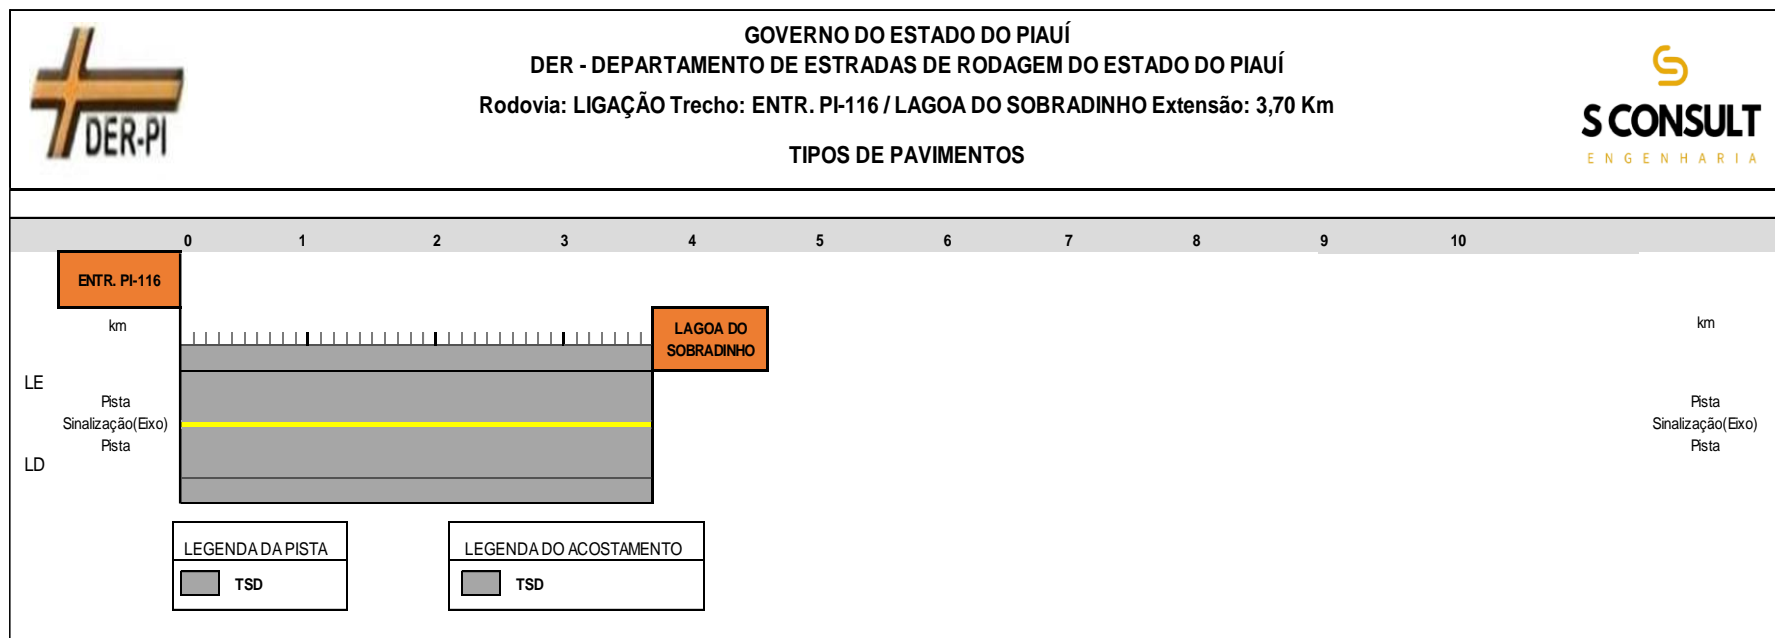 GOVERNO DO ESTADO DO PIAUÍ
DER - DEPARTAMENTO DE ESTRADAS DE RODAGEM DO ESTADO DO PIAUÍ
Rodovia: LIGAÇÃO Trecho: ENTR. PI-116 / LAGOA DO SOBRADINHO Extensão: 3,70 Km
TIPOS DE PAVIMENTOS
DER-PI
S CONSULT
ENGENHARIA
0 1 2 3 4 5 6 7 8 9 10
ENTR. PI-116
km
LAGOA DO
SOBRADINHO
km
LE
Pista
Sinalização(Eixo)
Pista
LD
Pista
Sinalização(Eixo)
Pista
LEGENDA DA PISTA
TSD
LEGENDA DO ACOSTAMENTO
TSD